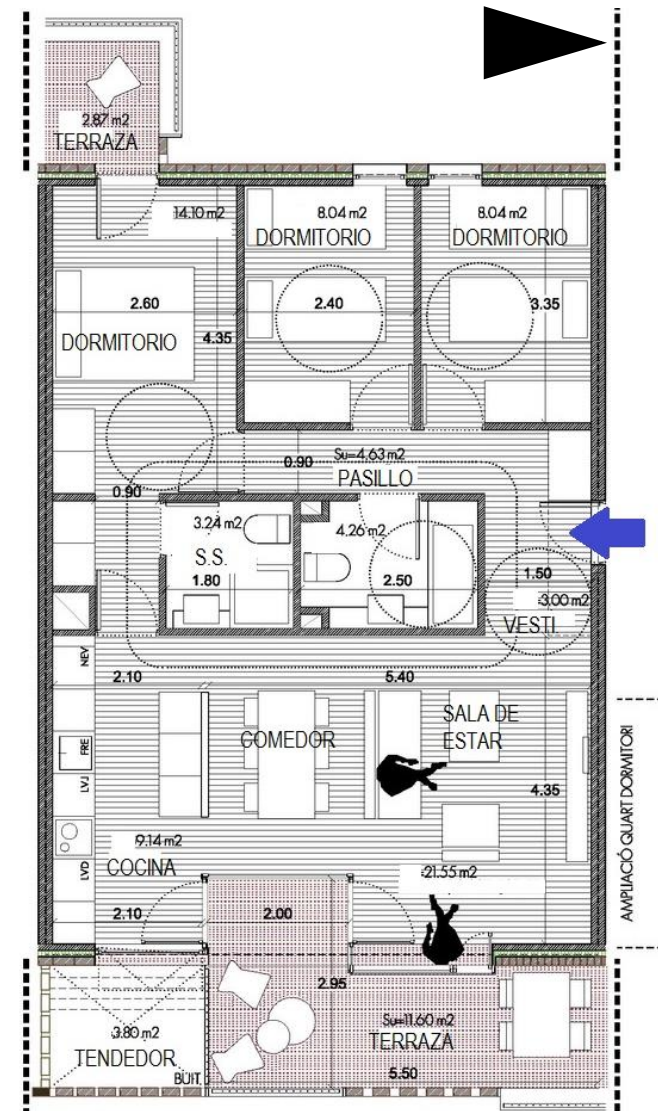 2.87 m2
TERRAZA
14.10 m2
8.04 m2
8.04 m2
DORMITORIO
DORMITORIO
2.60
2.40
3.35
DORMITORIO
4.35
0.90
Su=4,63 m2
PASILLO
0.90
3.24 m2
4.26 m2
S.S.
1.80
2.50
1.50
3.00 m2
VESTI
NEV
2.10
5.40
SALA DE
ESTAR
COMEDOR
FRE
LVJ
4.35
AMPLIACIÓ QUART DORMITORI
9.14 m2
COCINA
LVD
21.55 m2
2.10
2.00
2.95
3.80 m2
TENDEDOR
BUIT
Su=11.60 m2
TERRAZA
5.50